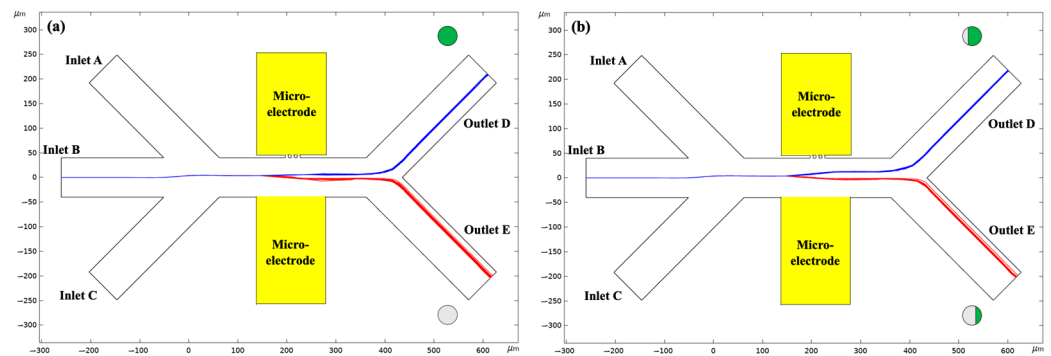 μm (a)
300
250
200
150
100
50
0
−50
−100
−150
−200
−250
−300
−300 −200 −100 0 100 200 300 400 500 600 μm
Inlet A
Inlet B
Inlet C
Micro-
electrode
Micro-
electrode
Outlet D
Outlet E
μm (b)
300
250
200
150
100
50
0
−50
−100
−150
−200
−250
−300
−300 −200 −100 0 100 200 300 400 500 600 μm
Inlet A
Inlet B
Inlet C
Micro-
electrode
Micro-
electrode
Outlet D
Outlet E